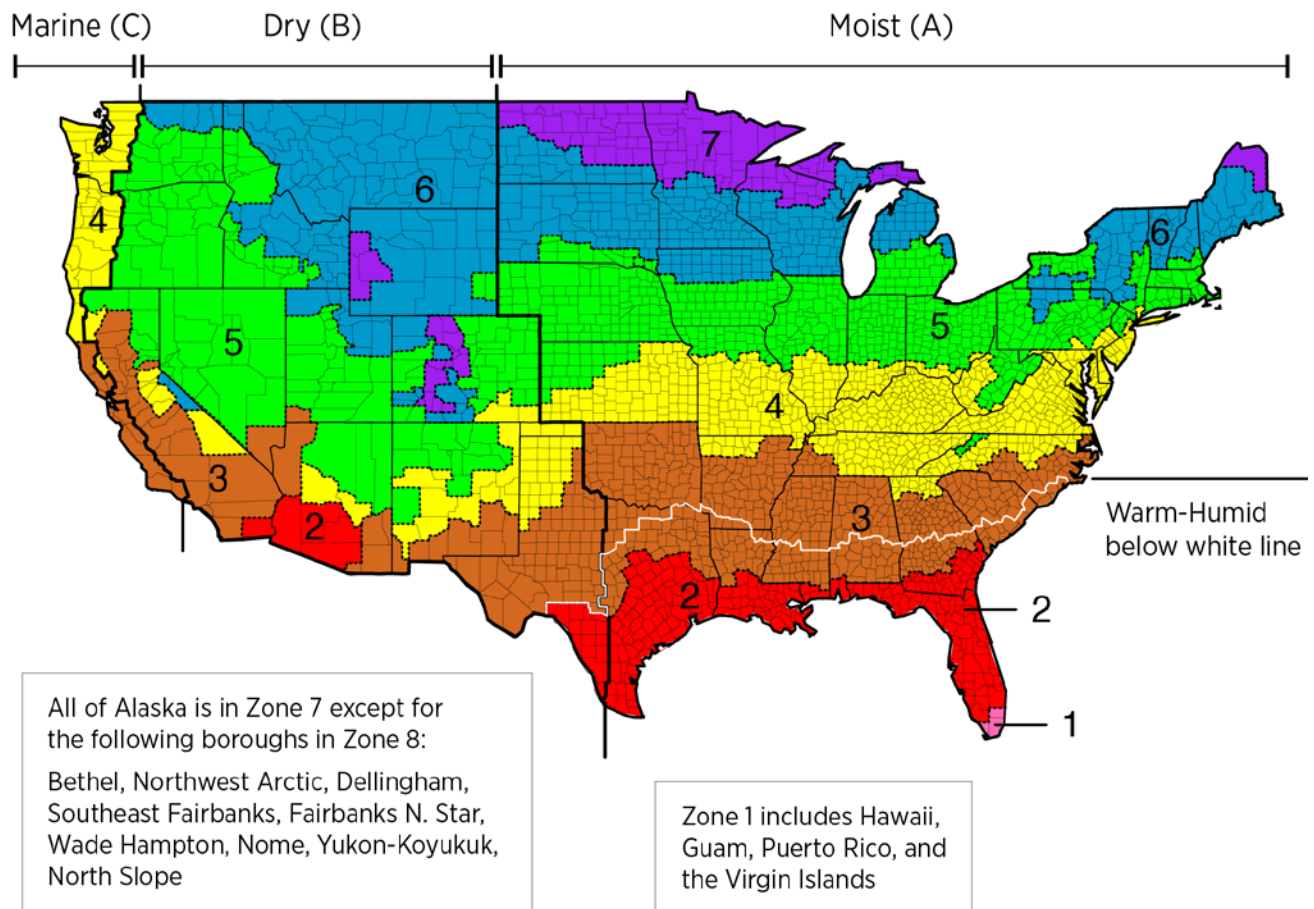 Marine (C) Dry (B) Moist (A)
7
6
4
6
5
5
4
3
3
2
2
Warm-Humid
below white line
2
1
All of Alaska is in Zone 7 except for
the following boroughs in Zone 8:
Bethel, Northwest Arctic, Dellingham,
Southeast Fairbanks, Fairbanks N. Star,
Wade Hampton, Nome, Yukon-Koyukuk,
North Slope
Zone 1 includes Hawaii,
Guam, Puerto Rico, and
the Virgin Islands